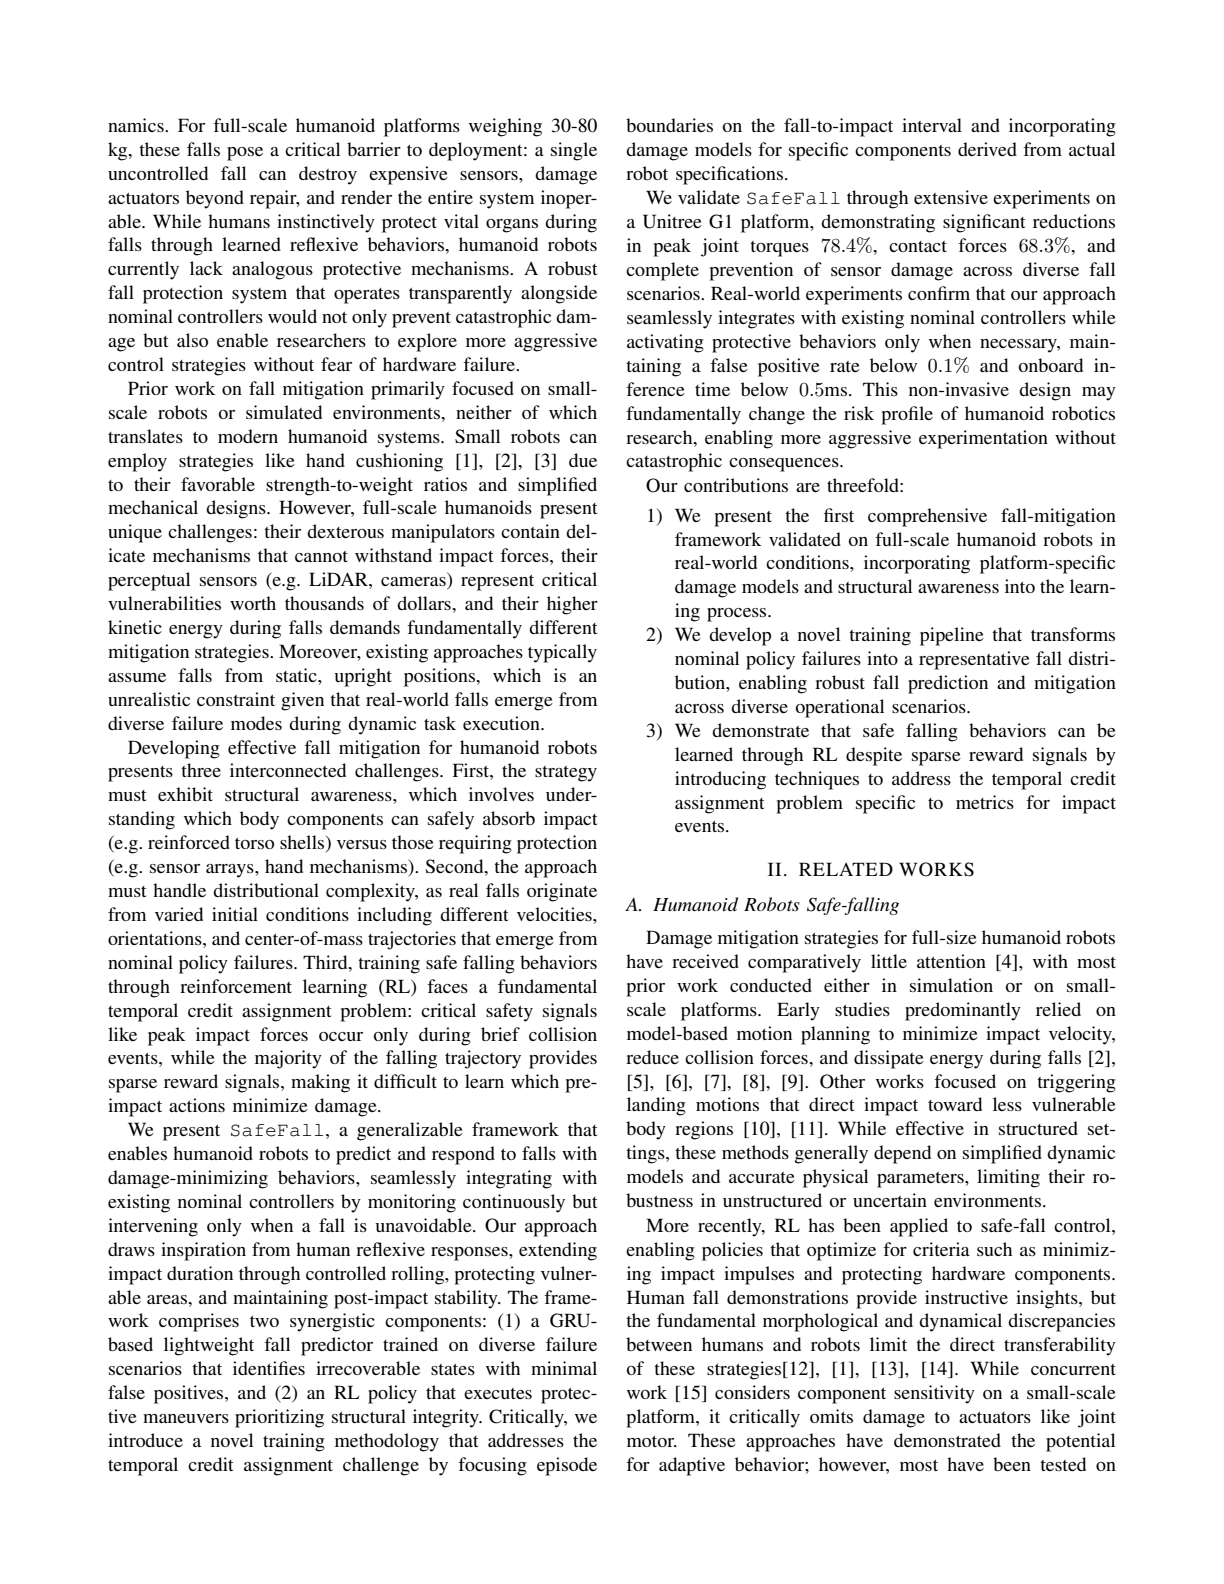 namics. For full-scale humanoid platforms weighing 30-80
kg, these falls pose a critical barrier to deployment: a single
uncontrolled fall can destroy expensive sensors, damage
actuators beyond repair, and render the entire system inoper-
able. While humans instinctively protect vital organs during
falls through learned reflexive behaviors, humanoid robots
currently lack analogous protective mechanisms. A robust
fall protection system that operates transparently alongside
nominal controllers would not only prevent catastrophic dam-
age but also enable researchers to explore more aggressive
control strategies without fear of hardware failure.
Prior work on fall mitigation primarily focused on small-
scale robots or simulated environments, neither of which
translates to modern humanoid systems. Small robots can
employ strategies like hand cushioning [1], [2], [3] due
to their favorable strength-to-weight ratios and simplified
mechanical designs. However, full-scale humanoids present
unique challenges: their dexterous manipulators contain del-
icate mechanisms that cannot withstand impact forces, their
perceptual sensors (e.g. LiDAR, cameras) represent critical
vulnerabilities worth thousands of dollars, and their higher
kinetic energy during falls demands fundamentally different
mitigation strategies. Moreover, existing approaches typically
assume falls from static, upright positions, which is an
unrealistic constraint given that real-world falls emerge from
diverse failure modes during dynamic task execution.
Developing effective fall mitigation for humanoid robots
presents three interconnected challenges. First, the strategy
must exhibit structural awareness, which involves under-
standing which body components can safely absorb impact
(e.g. reinforced torso shells) versus those requiring protection
(e.g. sensor arrays, hand mechanisms). Second, the approach
must handle distributional complexity, as real falls originate
from varied initial conditions including different velocities,
orientations, and center-of-mass trajectories that emerge from
nominal policy failures. Third, training safe falling behaviors
through reinforcement learning (RL) faces a fundamental
temporal credit assignment problem: critical safety signals
like peak impact forces occur only during brief collision
events, while the majority of the falling trajectory provides
sparse reward signals, making it difficult to learn which pre-
impact actions minimize damage.
We present SafeFall, a generalizable framework that
enables humanoid robots to predict and respond to falls with
damage-minimizing behaviors, seamlessly integrating with
existing nominal controllers by monitoring continuously but
intervening only when a fall is unavoidable. Our approach
draws inspiration from human reflexive responses, extending
impact duration through controlled rolling, protecting vulner-
able areas, and maintaining post-impact stability. The frame-
work comprises two synergistic components: (1) a GRU-
based lightweight fall predictor trained on diverse failure
scenarios that identifies irrecoverable states with minimal
false positives, and (2) an RL policy that executes protec-
tive maneuvers prioritizing structural integrity. Critically, we
introduce a novel training methodology that addresses the
temporal credit assignment challenge by focusing episode
boundaries on the fall-to-impact interval and incorporating
damage models for specific components derived from actual
robot specifications.
We validate SafeFall through extensive experiments on
a Unitree G1 platform, demonstrating significant reductions
in peak joint torques 78.4%, contact forces 68.3%, and
complete prevention of sensor damage across diverse fall
scenarios. Real-world experiments confirm that our approach
seamlessly integrates with existing nominal controllers while
activating protective behaviors only when necessary, main-
taining a false positive rate below 0.1% and onboard in-
ference time below 0.5ms. This non-invasive design may
fundamentally change the risk profile of humanoid robotics
research, enabling more aggressive experimentation without
catastrophic consequences.
Our contributions are threefold:
1) We present the first comprehensive fall-mitigation
framework validated on full-scale humanoid robots in
real-world conditions, incorporating platform-specific
damage models and structural awareness into the learn-
ing process.
2) We develop a novel training pipeline that transforms
nominal policy failures into a representative fall distri-
bution, enabling robust fall prediction and mitigation
across diverse operational scenarios.
3) We demonstrate that safe falling behaviors can be
learned through RL despite sparse reward signals by
introducing techniques to address the temporal credit
assignment problem specific to metrics for impact
events.
II. RELATED WORKS
A. Humanoid Robots Safe-falling
Damage mitigation strategies for full-size humanoid robots
have received comparatively little attention [4], with most
prior work conducted either in simulation or on small-
scale platforms. Early studies predominantly relied on
model-based motion planning to minimize impact velocity,
reduce collision forces, and dissipate energy during falls [2],
[5], [6], [7], [8], [9]. Other works focused on triggering
landing motions that direct impact toward less vulnerable
body regions [10], [11]. While effective in structured set-
tings, these methods generally depend on simplified dynamic
models and accurate physical parameters, limiting their ro-
bustness in unstructured or uncertain environments.
More recently, RL has been applied to safe-fall control,
enabling policies that optimize for criteria such as minimiz-
ing impact impulses and protecting hardware components.
Human fall demonstrations provide instructive insights, but
the fundamental morphological and dynamical discrepancies
between humans and robots limit the direct transferability
of these strategies[12], [1], [13], [14]. While concurrent
work [15] considers component sensitivity on a small-scale
platform, it critically omits damage to actuators like joint
motor. These approaches have demonstrated the potential
for adaptive behavior; however, most have been tested on